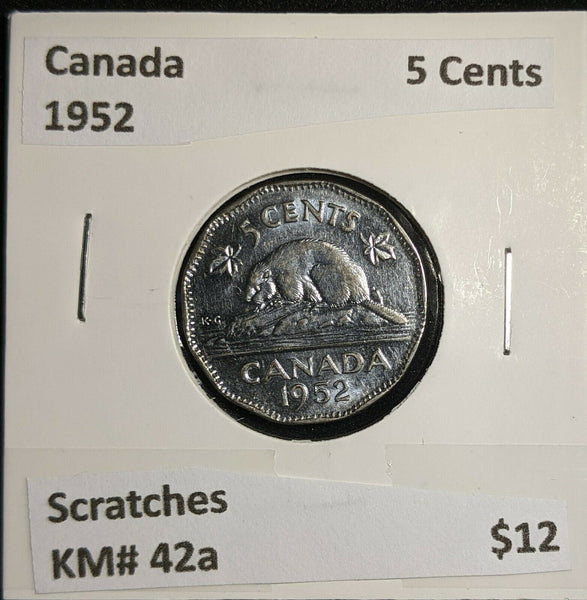 Canada 5 Cents
1952
5 CENTS
K·G
CANADA
1952
Scratches
KM# 42a $12